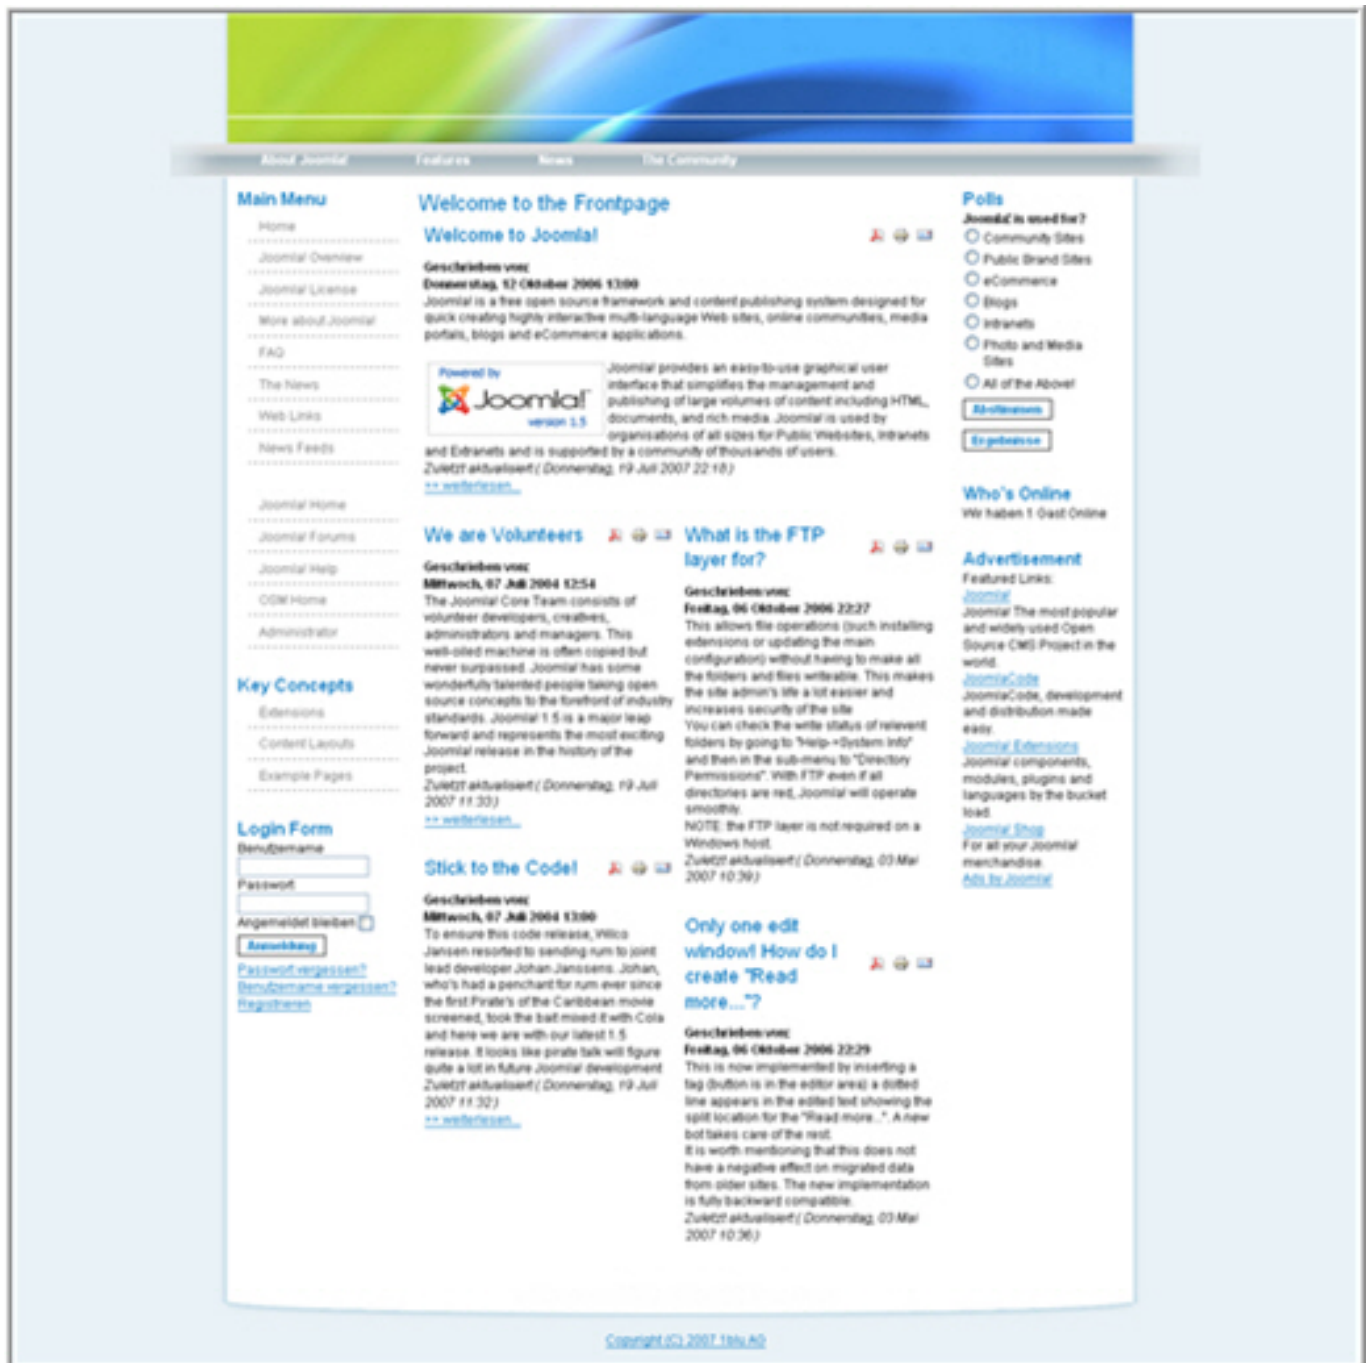 About Joomla!
Features
News
The Community
Main Menu
Home
Joomla! Overview
Joomla! License
More about Joomla!
FAQ
The News
Web Links
News Feeds
Joomla! Home
Joomla! Forums
Joomla! Help
OSM Home
Administrator
Key Concepts
Extensions
Content Layouts
Example Pages
Login Form
Benutzername
Passwort
Angemeldet bleiben
Anmeldung
Passwort vergessen?
Benutzername vergessen?
Registrieren
Welcome to the Frontpage
Welcome to Joomla!
Geschrieben von:
Donnerstag, 12 Oktober 2006 13:00
Joomla! is a free open source framework and content publishing system designed for
quick creating highly interactive multi-language Web sites, online communities, media
portals, blogs and eCommerce applications.
Powered by
Joomla!
version 1.5
Joomla! provides an easy-to-use graphical user
interface that simplifies the management and
publishing of large volumes of content including HTML,
documents, and rich media. Joomla! is used by
organisations of all sizes for Public Websites, Intranets
and Extranets and is supported by a community of thousands of users.
Zuletzt aktualisiert ( Donnerstag, 19 Juli 2007 22:18 )
>> weiterlesen...
We are Volunteers
Geschrieben von:
Mittwoch, 07 Juli 2004 12:54
The Joomla! Core Team consists of
volunteer developers, creatives,
administrators and managers. This
well-oiled machine is often copied but
never surpassed. Joomla! has some
wonderfully talented people taking open
source concepts to the forefront of industry
standards. Joomla! 1.5 is a major leap
forward and represents the most exciting
Joomla! release in the history of the
project.
Zuletzt aktualisiert ( Donnerstag, 19 Juli
2007 11:33 )
>> weiterlesen...
Stick to the Code!
Geschrieben von:
Mittwoch, 07 Juli 2004 13:00
To ensure this code release, Wilco
Jansen resorted to sending rum to joint
lead developer Johan Janssens. Johan,
who's had a penchant for rum ever since
the first Pirate's of the Caribbean movie
screened, took the bait mixed it with Cola
and here we are with our latest 1.5
release. It looks like pirate talk will figure
quite a lot in future Joomla! development
Zuletzt aktualisiert ( Donnerstag, 19 Juli
2007 11:32 )
>> weiterlesen...
What is the FTP
layer for?
Geschrieben von:
Freitag, 06 Oktober 2006 22:27
This allows file operations (such installing
extensions or updating the main
configuration) without having to make all
the folders and files writeable. This makes
the site admin's life a lot easier and
increases security of the site
You can check the write status of relevent
folders by going to "Help->System Info"
and then in the sub-menu to "Directory
Permissions". With FTP even if all
directories are red, Joomla! will operate
smoothly.
NOTE: the FTP layer is not required on a
Windows host.
Zuletzt aktualisiert ( Donnerstag, 03 Mai
2007 10:39 )
Only one edit
window! How do I
create "Read
more..."?
Geschrieben von:
Freitag, 06 Oktober 2006 22:29
This is now implemented by inserting a
tag (button is in the editor area) a dotted
line appears in the edited text showing the
split location for the "Read more...". A new
bot takes care of the rest.
It is worth mentioning that this does not
have a negative effect on migrated data
from older sites. The new implementation
is fully backward compatible.
Zuletzt aktualisiert ( Donnerstag, 03 Mai
2007 10:36 )
Polls
Joomla! is used for?
Community Sites
Public Brand Sites
eCommerce
Blogs
Intranets
Photo and Media
Sites
All of the Above!
Abstimmen
Ergebnisse
Who's Online
Wir haben 1 Gast Online
Advertisement
Featured Links:
Joomla!
Joomla! The most popular
and widely used Open
Source CMS Project in the
world.
JoomlaCode
JoomlaCode, development
and distribution made
easy.
Joomla! Extensions
Joomla! components,
modules, plugins and
languages by the bucket
load.
Joomla! Shop
For all your Joomla!
merchandise.
Ads by Joomla!
Copyright (C) 2007 1blu AG